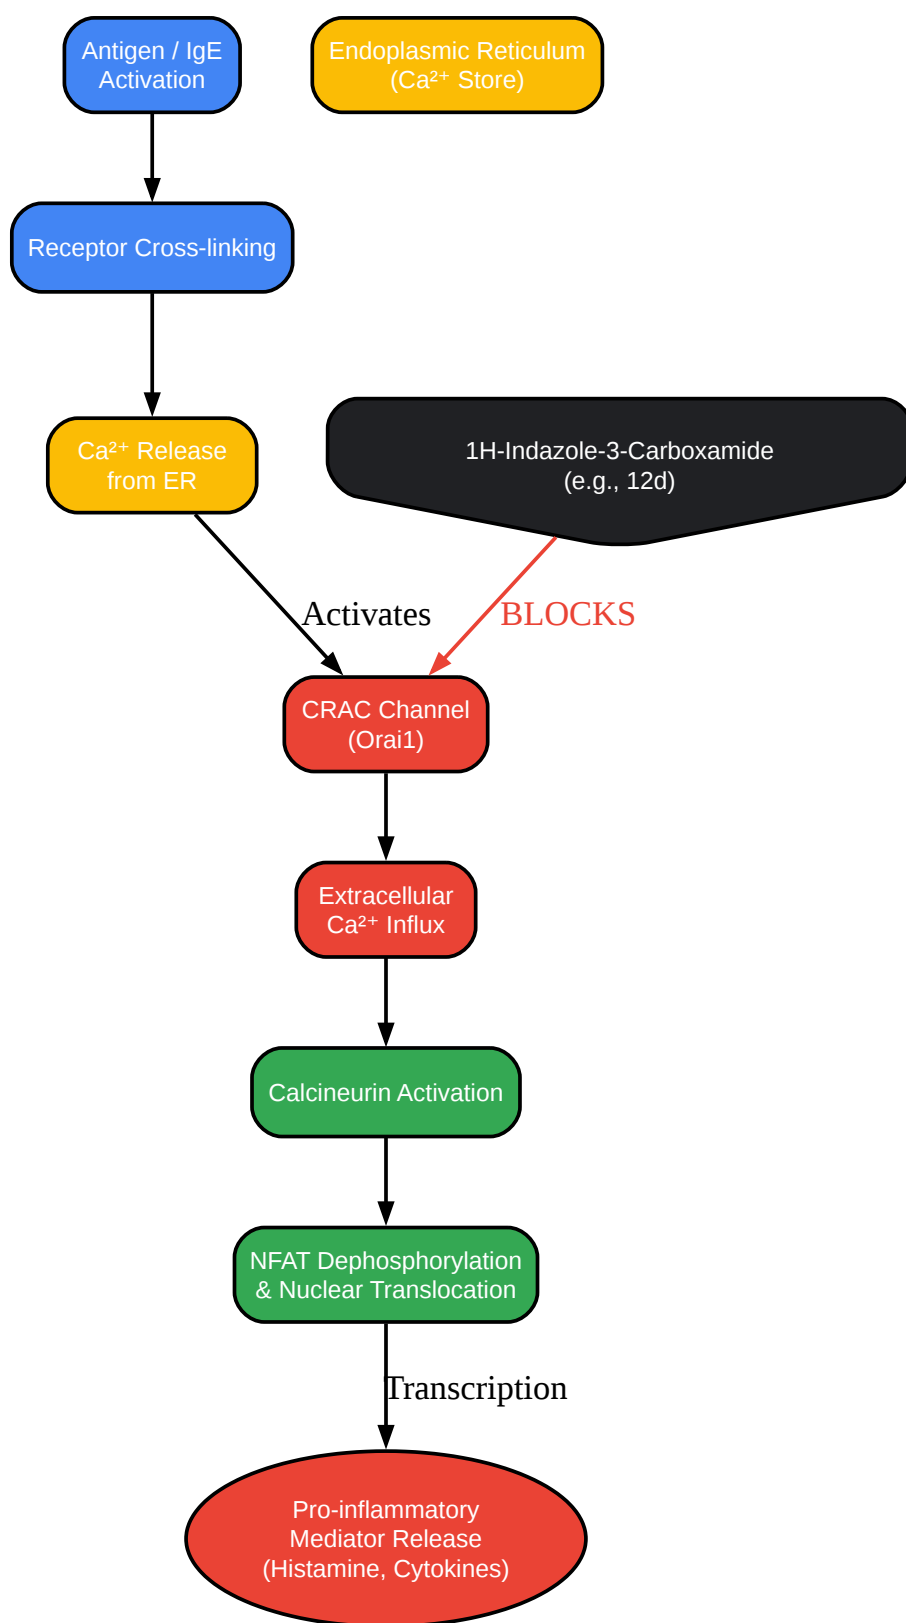 Antigen / IgE
Activation
Endoplasmic Reticulum
(Ca²⁺ Store)
Receptor Cross-linking
Ca²⁺ Release
from ER
1H-Indazole-3-Carboxamide
(e.g., 12d)
Activates
BLOCKS
CRAC Channel
(Orai1)
Extracellular
Ca²⁺ Influx
Calcineurin Activation
NFAT Dephosphorylation
& Nuclear Translocation
Transcription
Pro-inflammatory
Mediator Release
(Histamine, Cytokines)